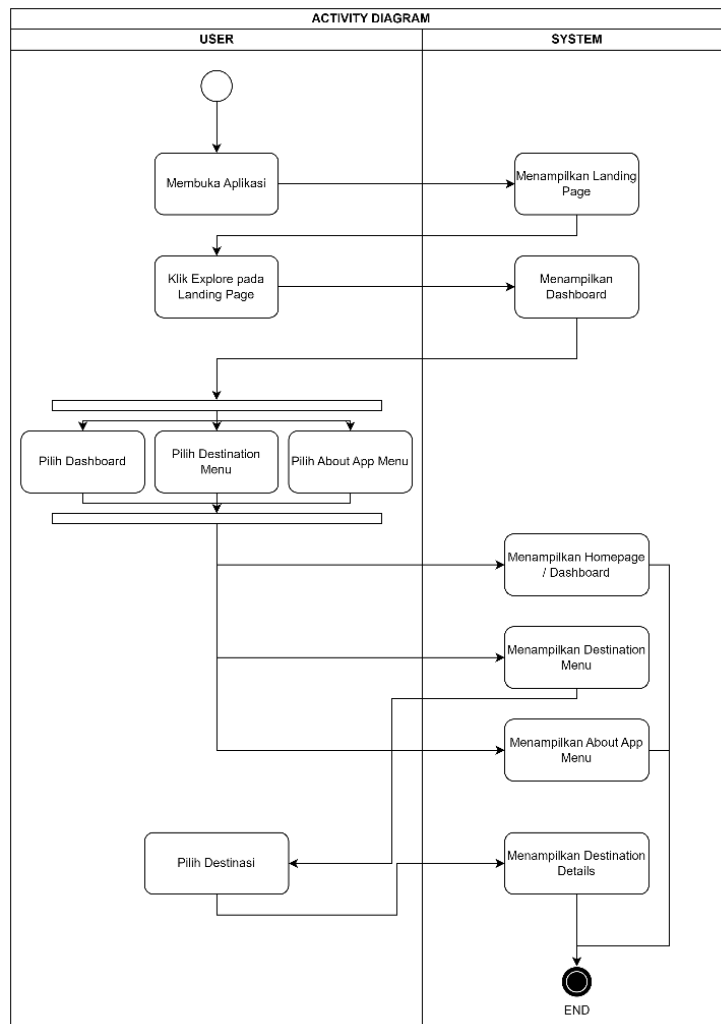 ACTIVITY DIAGRAM
USER
SYSTEM
Membuka Aplikasi
Menampilkan Landing
Page
Klik Explore pada
Landing Page
Menampilkan
Dashboard
Pilih Dashboard
Pilih Destination
Menu
Pilih About App Menu
Menampilkan Homepage
/ Dashboard
Menampilkan Destination
Menu
Menampilkan About App
Menu
Pilih Destinasi
Menampilkan Destination
Details
END